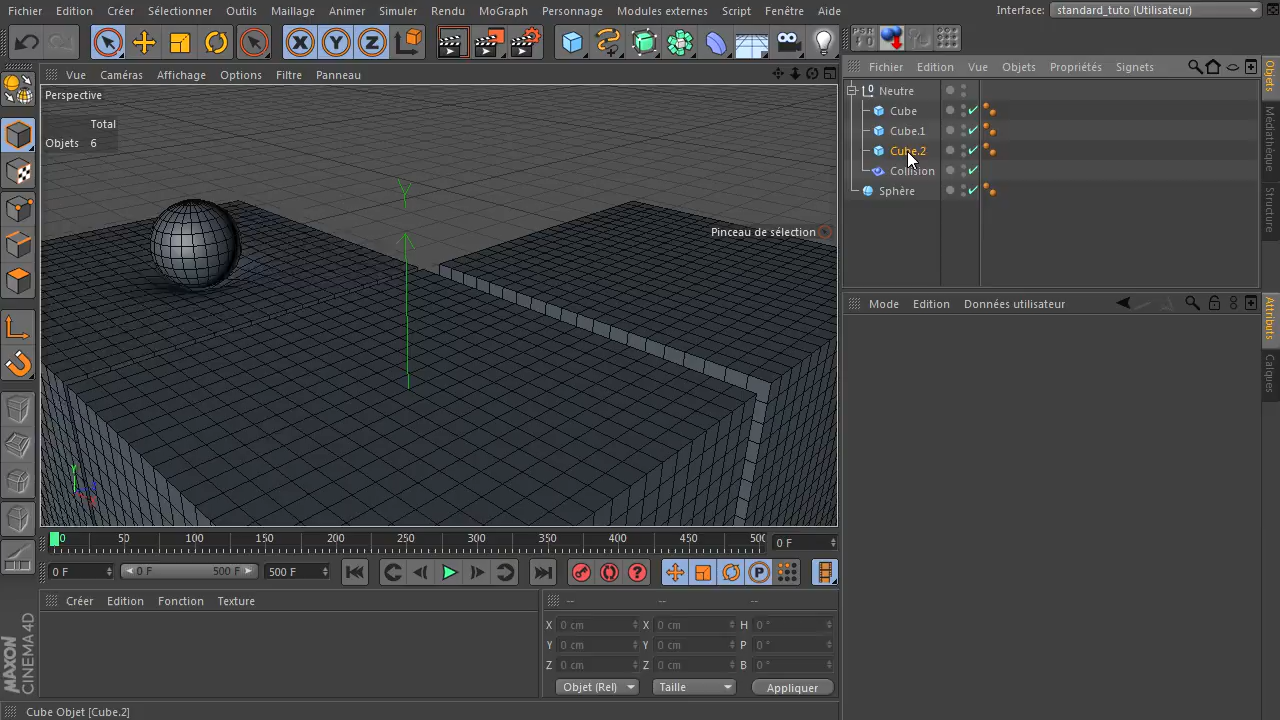 Fichier Edition Créer Sélectionner Outils Maillage Animer Simuler Rendu MoGraph Personnage Modules externes Script Fenêtre Aide
Interface: standard_tuto (Utilisateur)
X Y Z
PSR
0
Vue Caméras Affichage Options Filtre Panneau
Fichier Edition Vue Objets Propriétés Signets
Perspective
Total
Objets 6
Y
Pinceau de sélection
Y
Neutre
Cube
Cube.1
Cube.2
Collision
Sphère
Objets
Médiathèque
Structure
Mode Edition Données utilisateur
Attributs
Calques
0 50 100 150 200 250 300 350 400 450 500
0 F
0 F
0 F 500 F
500 F
P
Créer Edition Fonction Texture
-- -- --
X 0 cm X 0 cm H 0 °
Y 0 cm Y 0 cm P 0 °
Z 0 cm Z 0 cm B 0 °
Objet (Rel) Taille Appliquer
MAXON
CINEMA 4D
Cube Objet [Cube.2]